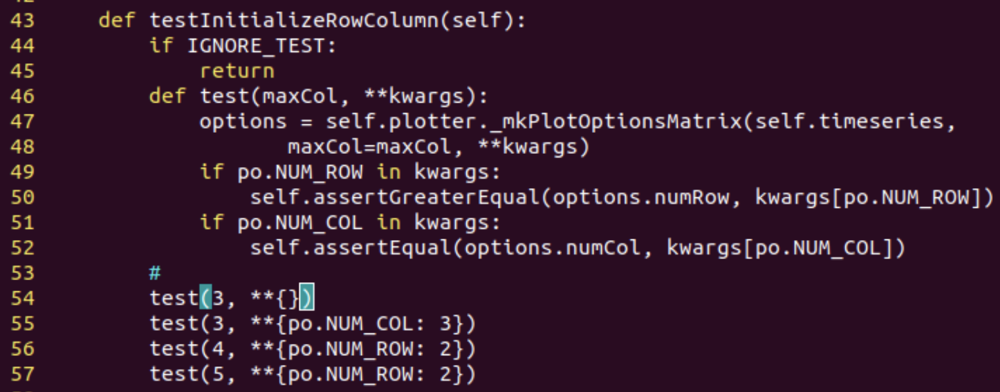 43     def testInitializeRowColumn(self):
44         if IGNORE_TEST:
45             return
46         def test(maxCol, **kwargs):
47             options = self.plotter._mkPlotOptionsMatrix(self.timeseries,
48                    maxCol=maxCol, **kwargs)
49             if po.NUM_ROW in kwargs:
50                 self.assertGreaterEqual(options.numRow, kwargs[po.NUM_ROW])
51             if po.NUM_COL in kwargs:
52                 self.assertEqual(options.numCol, kwargs[po.NUM_COL])
53         #
54         test(3, **{})
55         test(3, **{po.NUM_COL: 3})
56         test(4, **{po.NUM_ROW: 2})
57         test(5, **{po.NUM_ROW: 2})